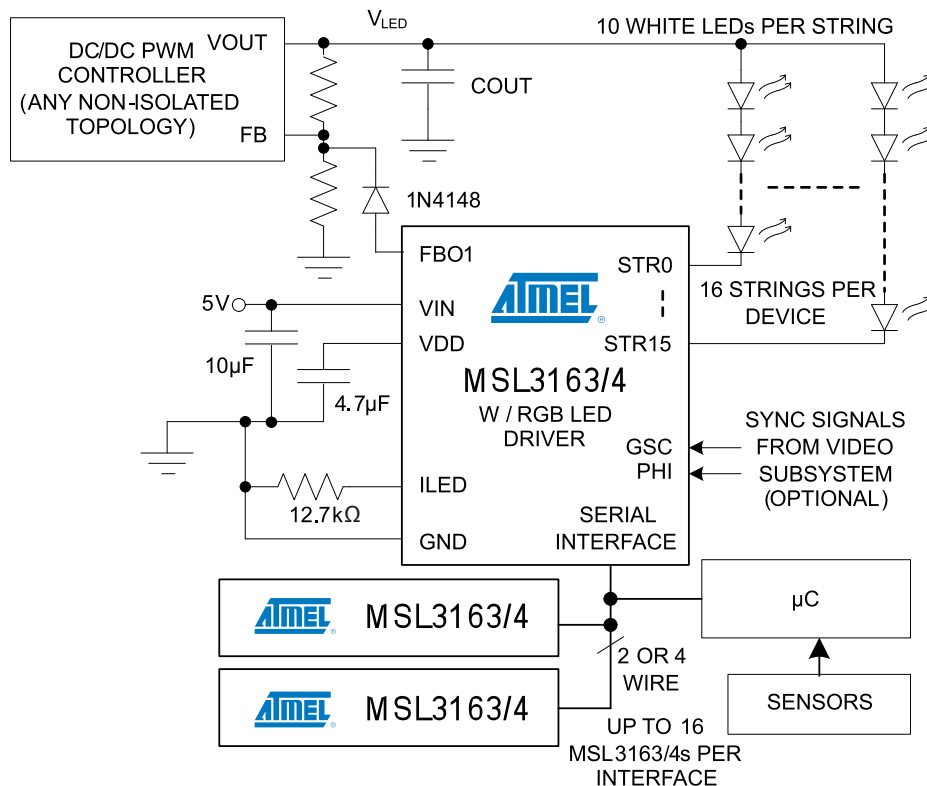 DC/DC PWM
CONTROLLER
(ANY NON-ISOLATED
TOPOLOGY)
VOUT
FB
VLED
COUT
10 WHITE LEDs PER STRING
1N4148
FBO1
STR0
16 STRINGS PER
DEVICE
5V
VIN
VDD
10µF
4.7µF
ATMEL
®
STR15
MSL3163/4
W / RGB LED
DRIVER
GSC
PHI
SYNC SIGNALS
FROM VIDEO
SUBSYSTEM
(OPTIONAL)
ILED
12.7kΩ
GND
SERIAL
INTERFACE
ATMEL
®
MSL3163/4
ATMEL
®
MSL3163/4
µC
SENSORS
2 OR 4
WIRE
UP TO 16
MSL3163/4s PER
INTERFACE